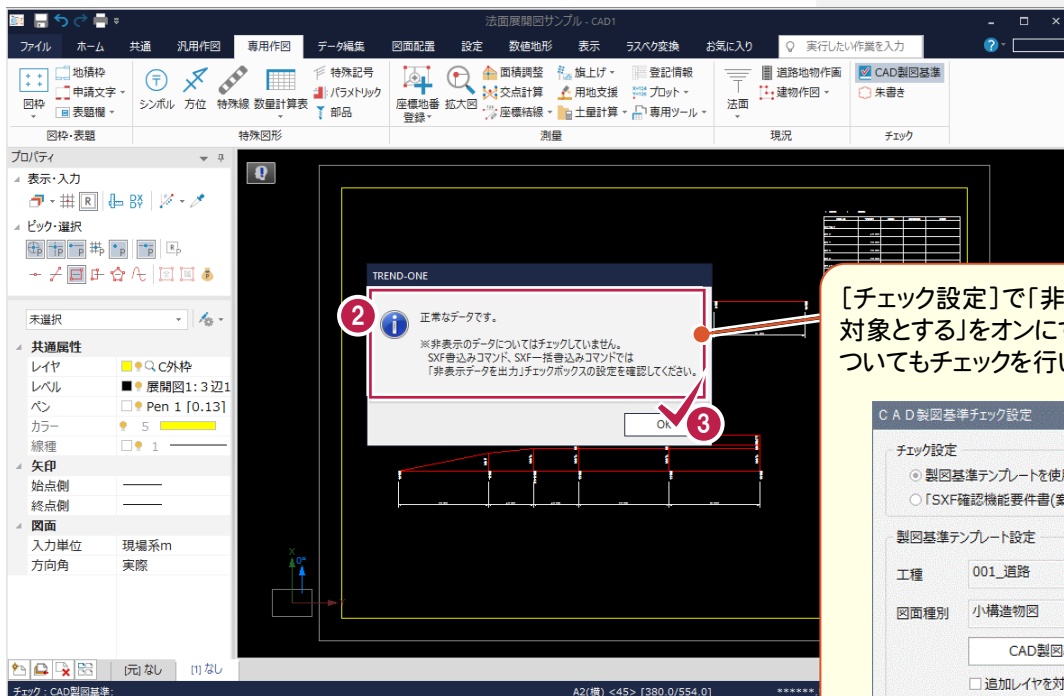 法面展開図サンプル - CAD1
ファイル ホーム 共通 汎用作図 専用作図 データ編集 図面配置 設定 数値地形 表示 ラスベク変換 お気に入り 実行したい作業を入力
図枠
地積枠
申請文字
表題欄
図枠・表題
シンボル 方位 特殊線 数量計算表
特殊記号
パラメトリック
部品
特殊図形
座標地番
登録
拡大図
面積調整
交点計算
座標結線
旗上げ
用地支援
土量計算
登記情報
プロット
専用ツール
測量
法面
道路地物作画
建物作図
現況
CAD製図基準
朱書き
チェック
プロパティ
表示・入力
ピック・選択
未選択
共通属性
レイヤ C外枠
レベル 展開図1:3辺1
ペン Pen 1 [0.13]
カラー 5
線種 1
矢印
始点側
終点側
図面
入力単位 現場系m
方向角 実際
TREND-ONE
2
正常なデータです。
※非表示のデータについてはチェックしていません。
SXF書込みコマンド、SXF一括書込みコマンドでは
「非表示データを出力」チェックボックスの設定を確認してください。
OK
3
X
0°
Y
[チェック設定]で「非
対象とする」をオンに
ついてもチェックを行い
CAD製図基準チェック設定
チェック設定
製図基準テンプレートを使
「SXF確認機能要件書(案
製図基準テンプレート設定
工種 001_道路
図面種別 小構造物図
CAD製図
追加レイヤを対
[元] なし [1] なし
チェック : CAD製図基準:
A2(横) <45> [380.0/554.0]
******.